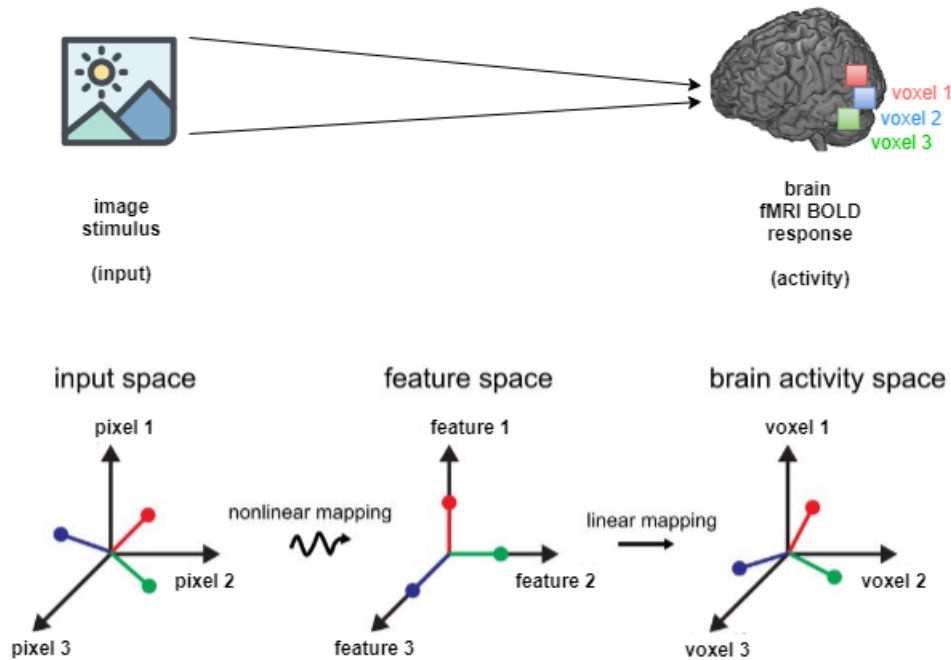 voxel 1
voxel 2
voxel 3
image
stimulus
(input)
brain
fMRI BOLD
response
(activity)
input space
feature space
brain activity space
pixel 1
feature 1
voxel 1
nonlinear mapping
linear mapping
pixel 2
feature 2
voxel 2
pixel 3
feature 3
voxel 3